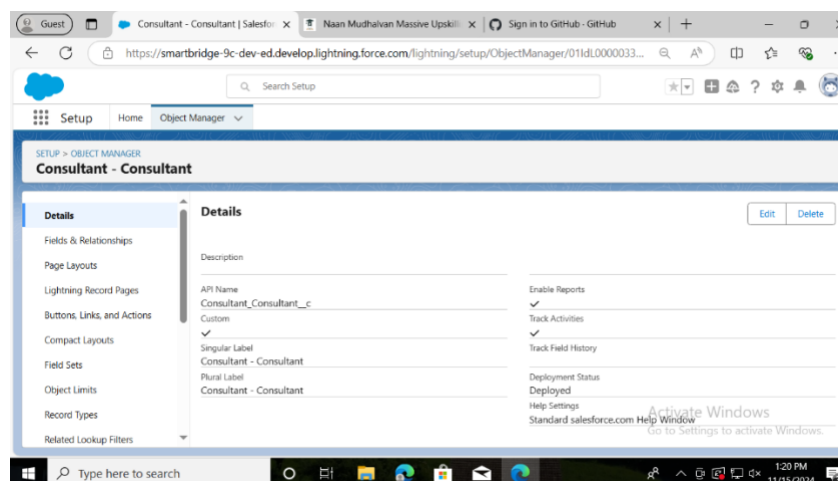 Guest
Consultant - Consultant | Salesfor
Naan Mudhalvan Massive Upskill
Sign in to GitHub · GitHub
https://smartbridge-9c-dev-ed.develop.lightning.force.com/lightning/setup/ObjectManager/01IdL0000033...
Search Setup
Setup
Home
Object Manager
SETUP > OBJECT MANAGER
Consultant - Consultant
Details
Fields & Relationships
Page Layouts
Lightning Record Pages
Buttons, Links, and Actions
Compact Layouts
Field Sets
Object Limits
Record Types
Related Lookup Filters
Details
Edit
Delete
Description
API Name
Consultant_Consultant__c
Custom
Singular Label
Consultant - Consultant
Plural Label
Consultant - Consultant
Enable Reports
Track Activities
Track Field History
Deployment Status
Deployed
Help Settings
Standard salesforce.com Help Window
Activate Windows
Go to Settings to activate Windows.
Type here to search
1:20 PM
11/15/2024